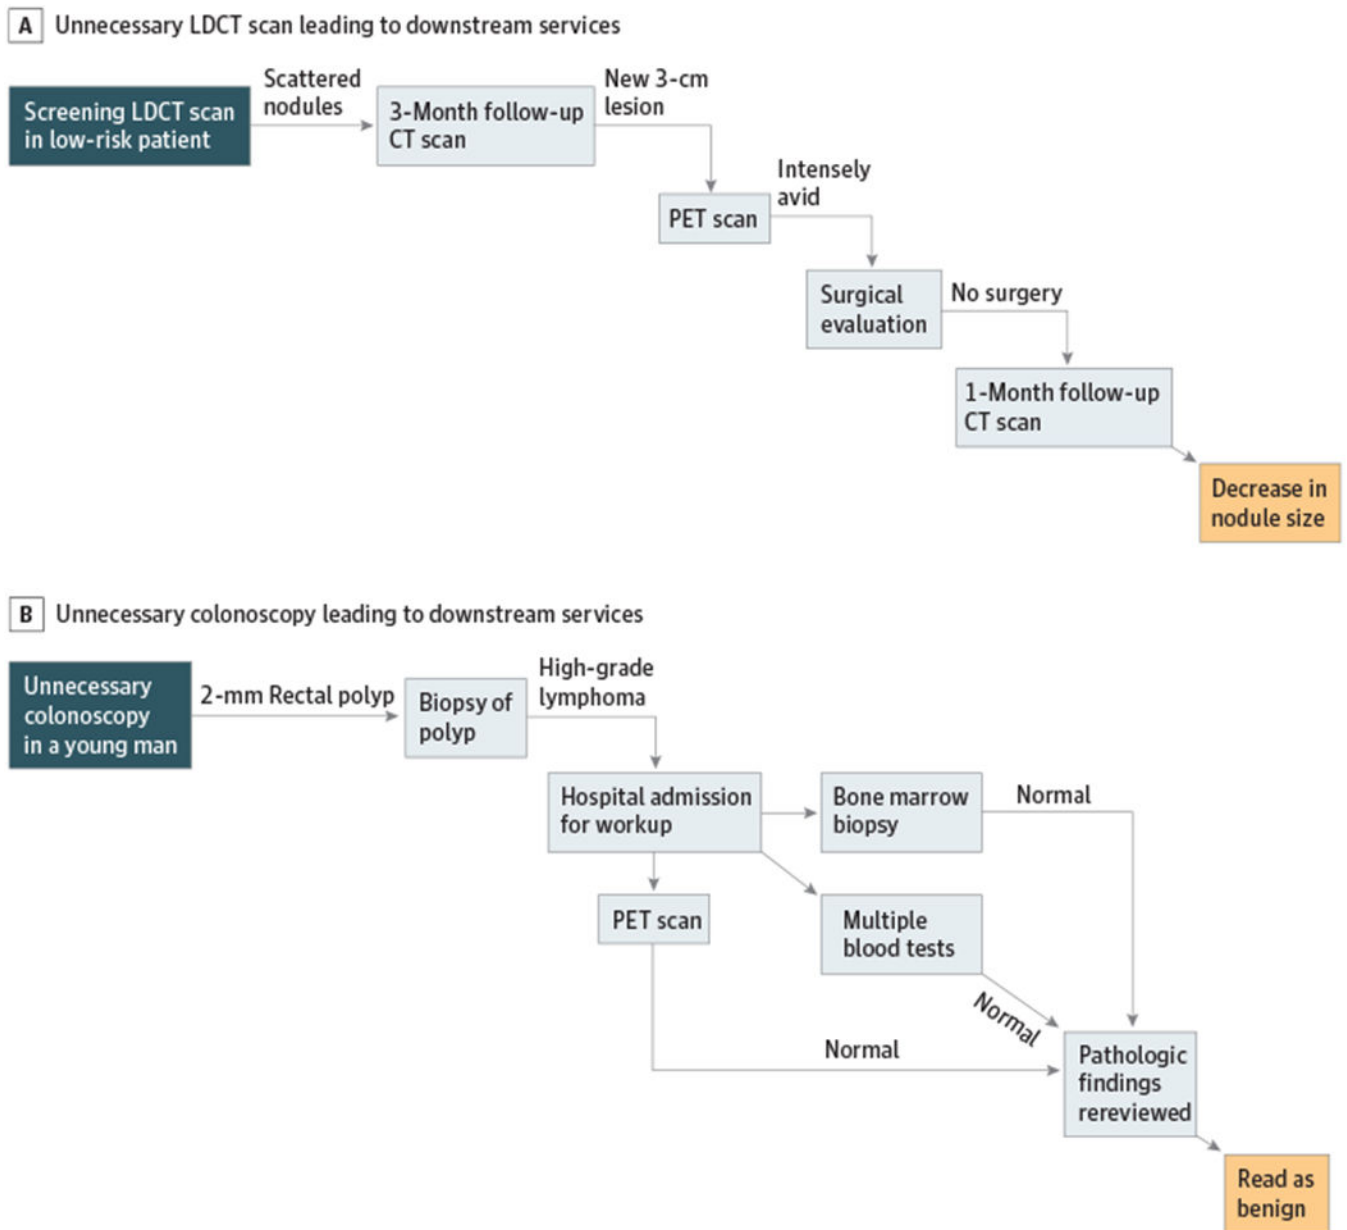 A Unnecessary LDCT scan leading to downstream services
Screening LDCT scan
in low-risk patient
Scattered
nodules
3-Month follow-up
CT scan
New 3-cm
lesion
PET scan
Intensely
avid
Surgical
evaluation
No surgery
1-Month follow-up
CT scan
Decrease in
nodule size
B Unnecessary colonoscopy leading to downstream services
Unnecessary
colonoscopy
in a young man
2-mm Rectal polyp
Biopsy of
polyp
High-grade
lymphoma
Hospital admission
for workup
Bone marrow
biopsy
Normal
PET scan
Multiple
blood tests
Normal
Normal
Pathologic
findings
rereviewed
Read as
benign